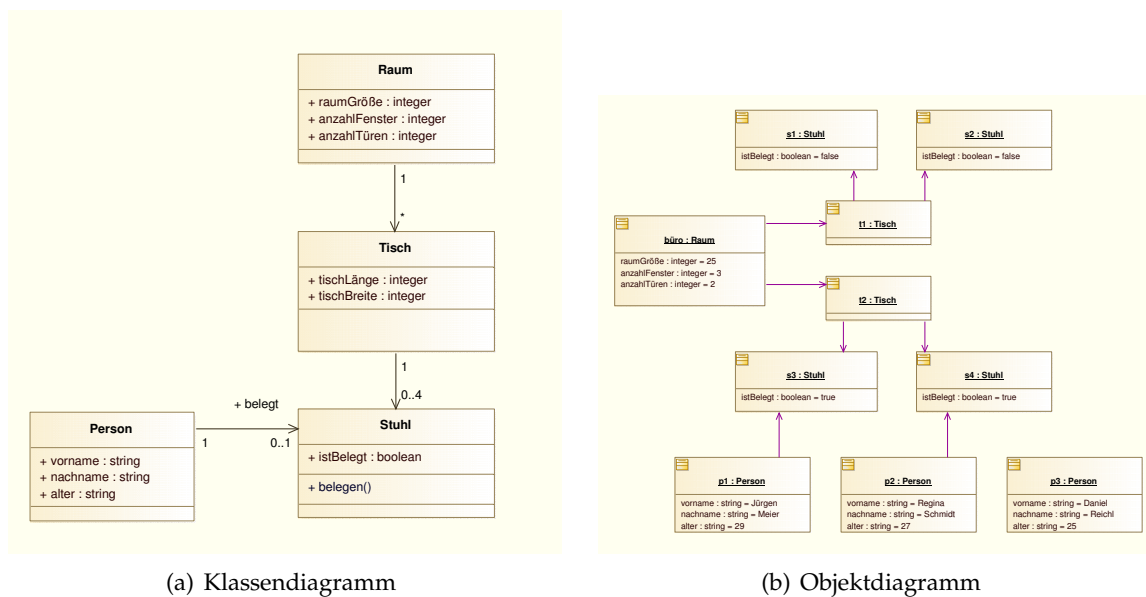 Raum
+ raumGröße : integer
+ anzahlFenster : integer
+ anzahlTüren : integer
1
*
Tisch
+ tischLänge : integer
+ tischBreite : integer
1
0..4
+ belegt
1
0..1
Person
+ vorname : string
+ nachname : string
+ alter : string
Stuhl
+ istBelegt : boolean
+ belegen()
(a) Klassendiagramm
s1 : Stuhl
istBelegt : boolean = false
s2 : Stuhl
istBelegt : boolean = false
t1 : Tisch
büro : Raum
raumGröße : integer = 25
anzahlFenster : integer = 3
anzahlTüren : integer = 2
t2 : Tisch
s3 : Stuhl
istBelegt : boolean = true
s4 : Stuhl
istBelegt : boolean = true
p1 : Person
vorname : string = Jürgen
nachname : string = Meier
alter : string = 29
p2 : Person
vorname : string = Regina
nachname : string = Schmidt
alter : string = 27
p3 : Person
vorname : string = Daniel
nachname : string = Reichl
alter : string = 25
(b) Objektdiagramm